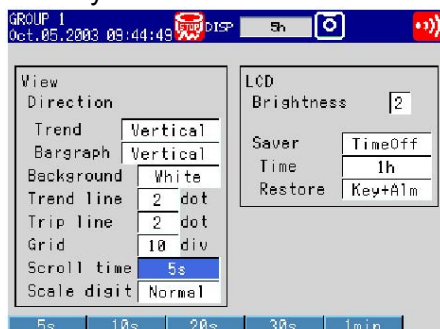 GROUP 1
Oct.05.2003 09:44:49 STOP DISP 5h
View
Direction
Trend Vertical
Bargraph Vertical
Background White
Trend line 2 dot
Trip line 2 dot
Grid 10 div
Scroll time 5s
Scale digit Normal
LCD
Brightness 2
Saver TimeOff
Time 1h
Restore Key+Alm
5s 10s 20s 30s 1min